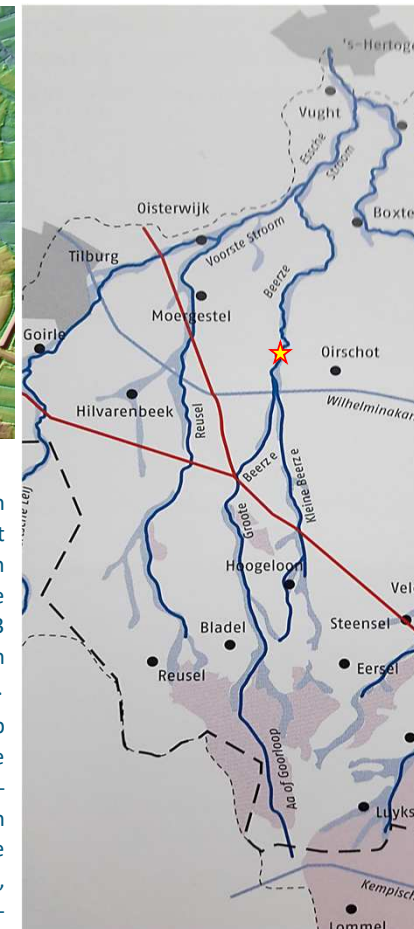 's-Hertoge
Vught
Essche
Stroom
Boxte
Oisterwijk
Voorste Stroom
Tilburg
Beerze
Moergestel
Goirle
Oirschot
Hilvarenbeek
Reusel
Wilhelminaka
Groote Beerze
Kleine Beerze
Hoogeloon
Vel
Steensel
Bladel
Eersel
Reusel
Aa of Goorloop
Luyks
Kempisch
Lommel